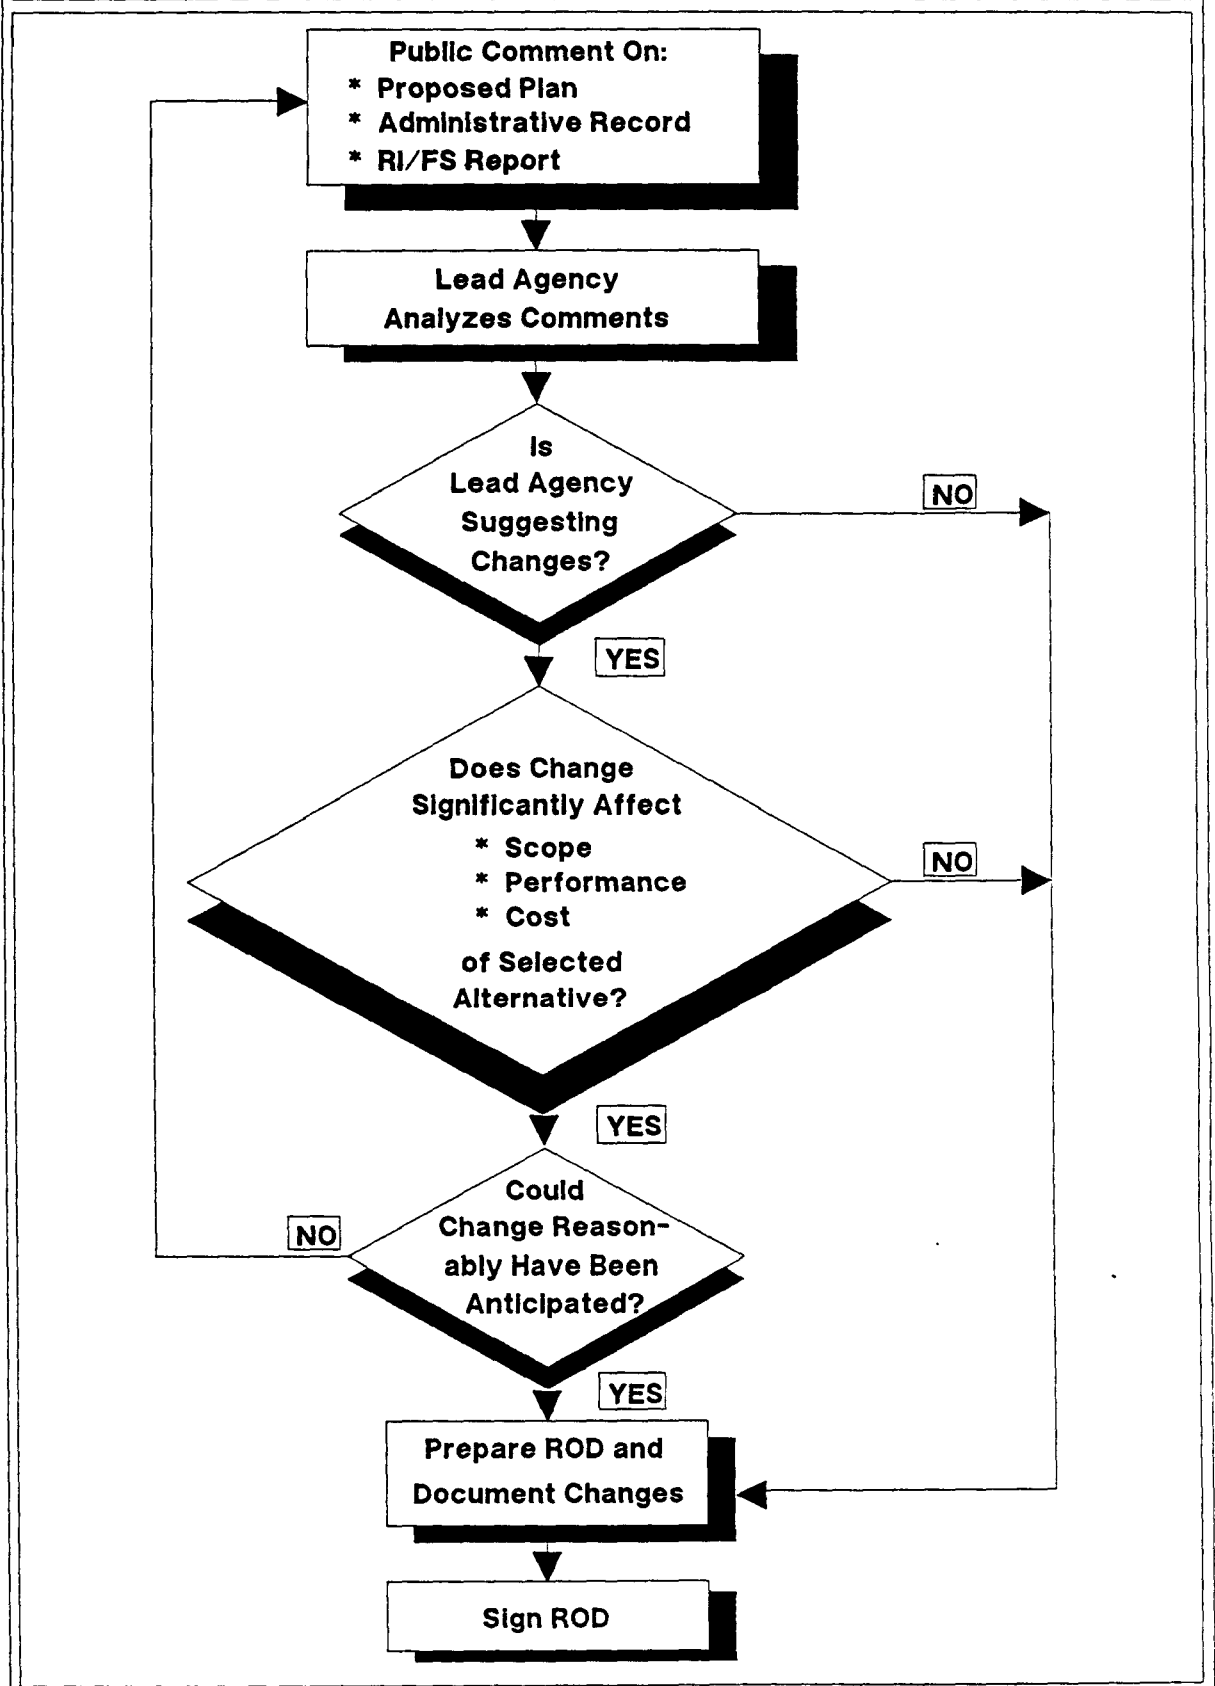 Public Comment On:
* Proposed Plan
* Administrative Record
* RI/FS Report
Lead Agency
Analyzes Comments
Is
Lead Agency
Suggesting
Changes?
NO
YES
Does Change
Significantly Affect
* Scope
* Performance
* Cost
of Selected
Alternative?
NO
YES
Could
Change Reason-
ably Have Been
Anticipated?
NO
YES
Prepare ROD and
Document Changes
Sign ROD